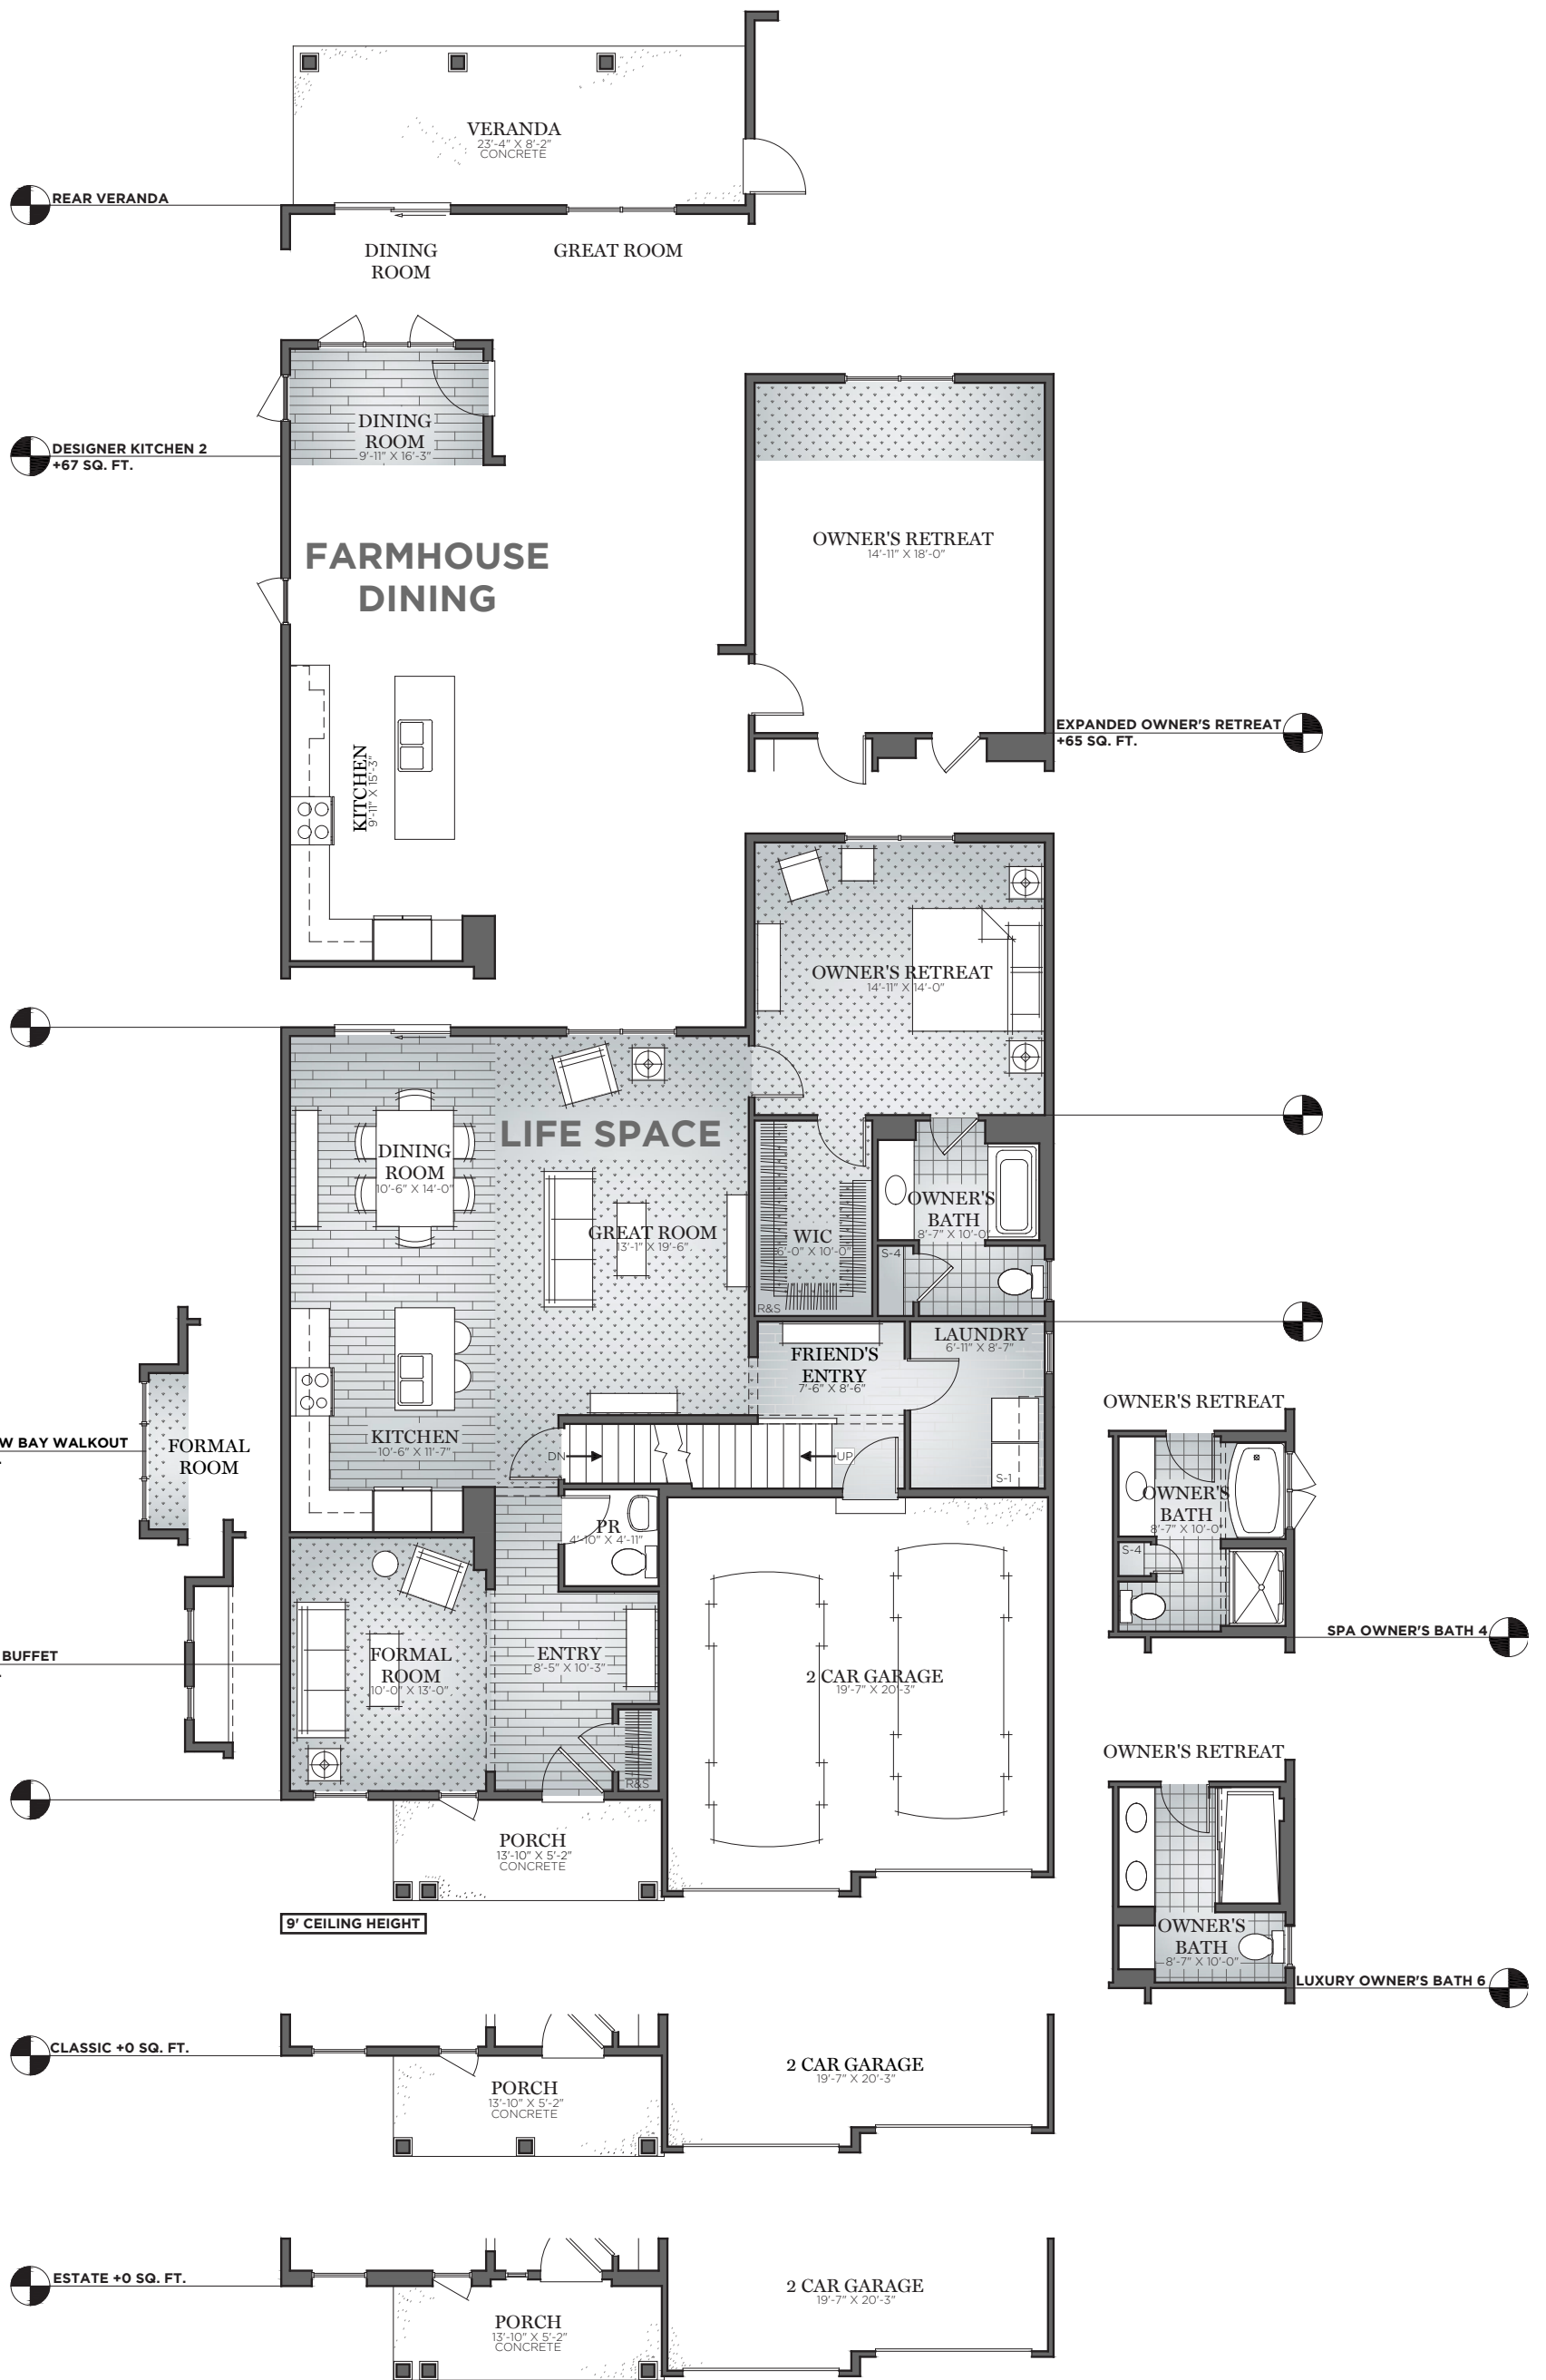 VERANDA
23'-4" X 8'-2"
CONCRETE
REAR VERANDA
DINING
ROOM
GREAT ROOM
DINING
ROOM
9'-11" X 16'-3"
DESIGNER KITCHEN 2
+67 SQ. FT.
FARMHOUSE
DINING
OWNER'S RETREAT
14'-11" X 18'-0"
EXPANDED OWNER'S RETREAT
+65 SQ. FT.
KITCHEN
9'-11" X 15'-3"
OWNER'S RETREAT
14'-11" X 14'-0"
LIFE SPACE
DINING
ROOM
10'-6" X 14'-0"
GREAT ROOM
13'-1" X 19'-6"
WIC
6'-0" X 10'-0"
R&S
OWNER'S
BATH
8'-7" X 10'-0"
S-4
FRIEND'S
ENTRY
7'-6" X 8'-6"
LAUNDRY
6'-11" X 8'-7"
S-1
KITCHEN
10'-6" X 11'-7"
DN
UP
W BAY WALKOUT
FORMAL
ROOM
PR
4'-10" X 4'-11"
BUFFET
FORMAL
ROOM
10'-0" X 13'-0"
ENTRY
8'-5" X 10'-3"
R&S
2 CAR GARAGE
19'-7" X 20'-3"
PORCH
13'-10" X 5'-2"
CONCRETE
9' CEILING HEIGHT
OWNER'S RETREAT
OWNER'S
BATH
8'-7" X 10'-0"
S-4
SPA OWNER'S BATH 4
OWNER'S RETREAT
OWNER'S
BATH
8'-7" X 10'-0"
LUXURY OWNER'S BATH 6
CLASSIC +0 SQ. FT.
PORCH
13'-10" X 5'-2"
CONCRETE
2 CAR GARAGE
19'-7" X 20'-3"
ESTATE +0 SQ. FT.
PORCH
13'-10" X 5'-2"
CONCRETE
2 CAR GARAGE
19'-7" X 20'-3"